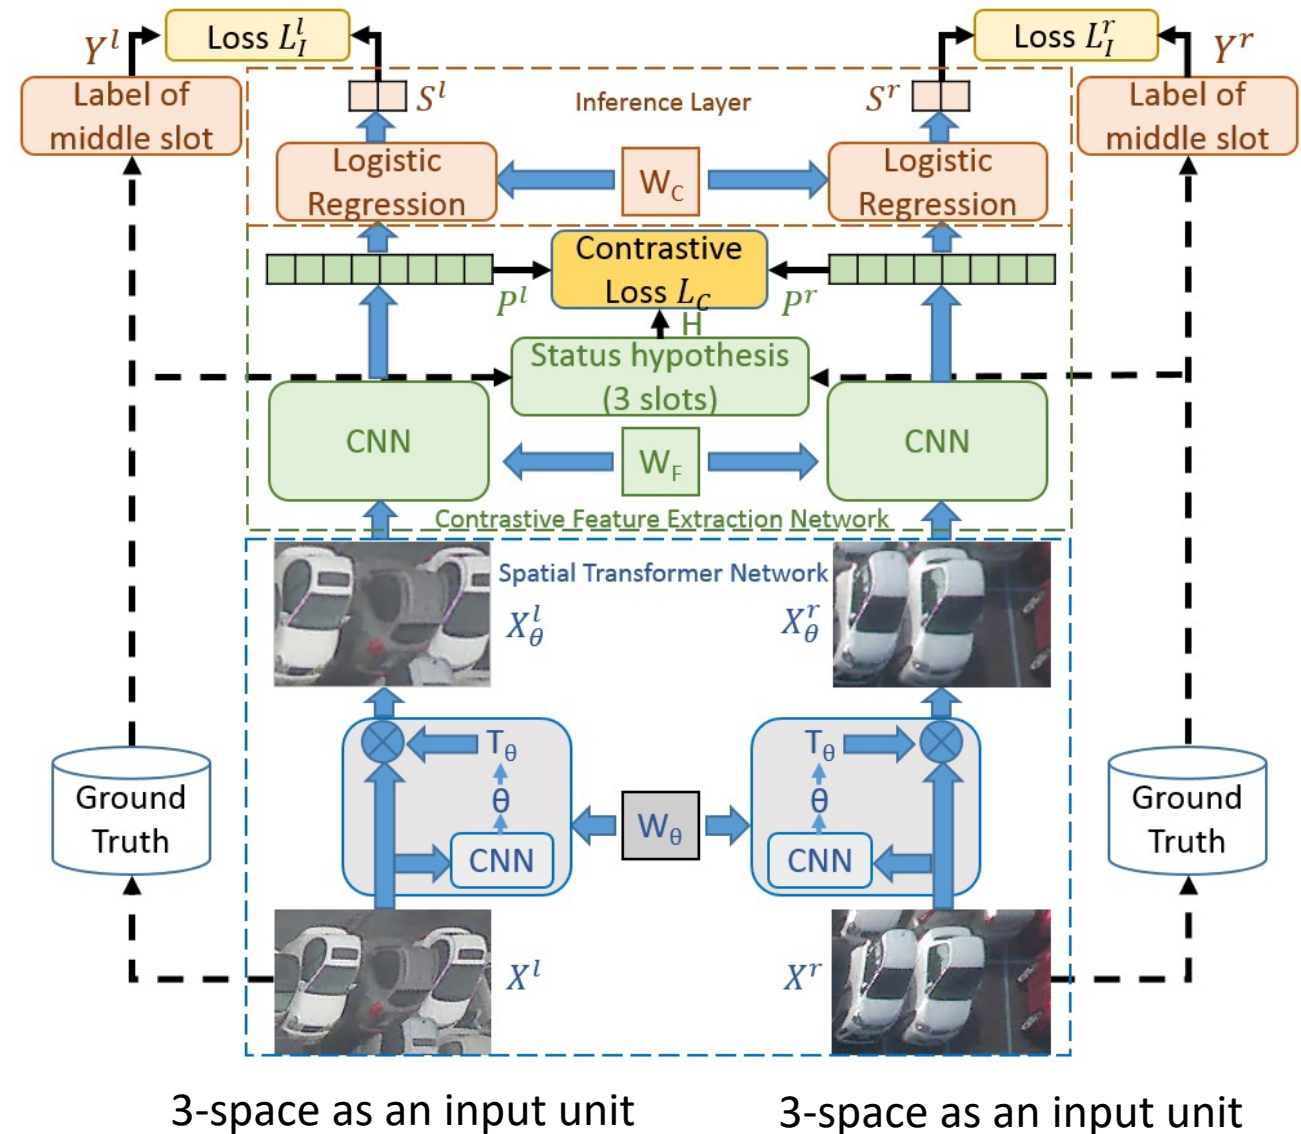 Loss $L_I^l$
Loss $L_I^r$
$Y^l$
$Y^r$
Label of
middle slot
$S^l$
Inference Layer
$S^r$
Label of
middle slot
Logistic
Regression
W_C
Logistic
Regression
Contrastive
Loss $L_C$
$P^l$
$P^r$
H
Status hypothesis
(3 slots)
CNN
W_F
CNN
Contrastive Feature Extraction Network
Spatial Transformer Network
$X_θ^l$
$X_θ^r$
T_θ
T_θ
θ
θ
Ground
Truth
W_θ
Ground
Truth
CNN
CNN
$X^l$
$X^r$
3-space as an input unit
3-space as an input unit